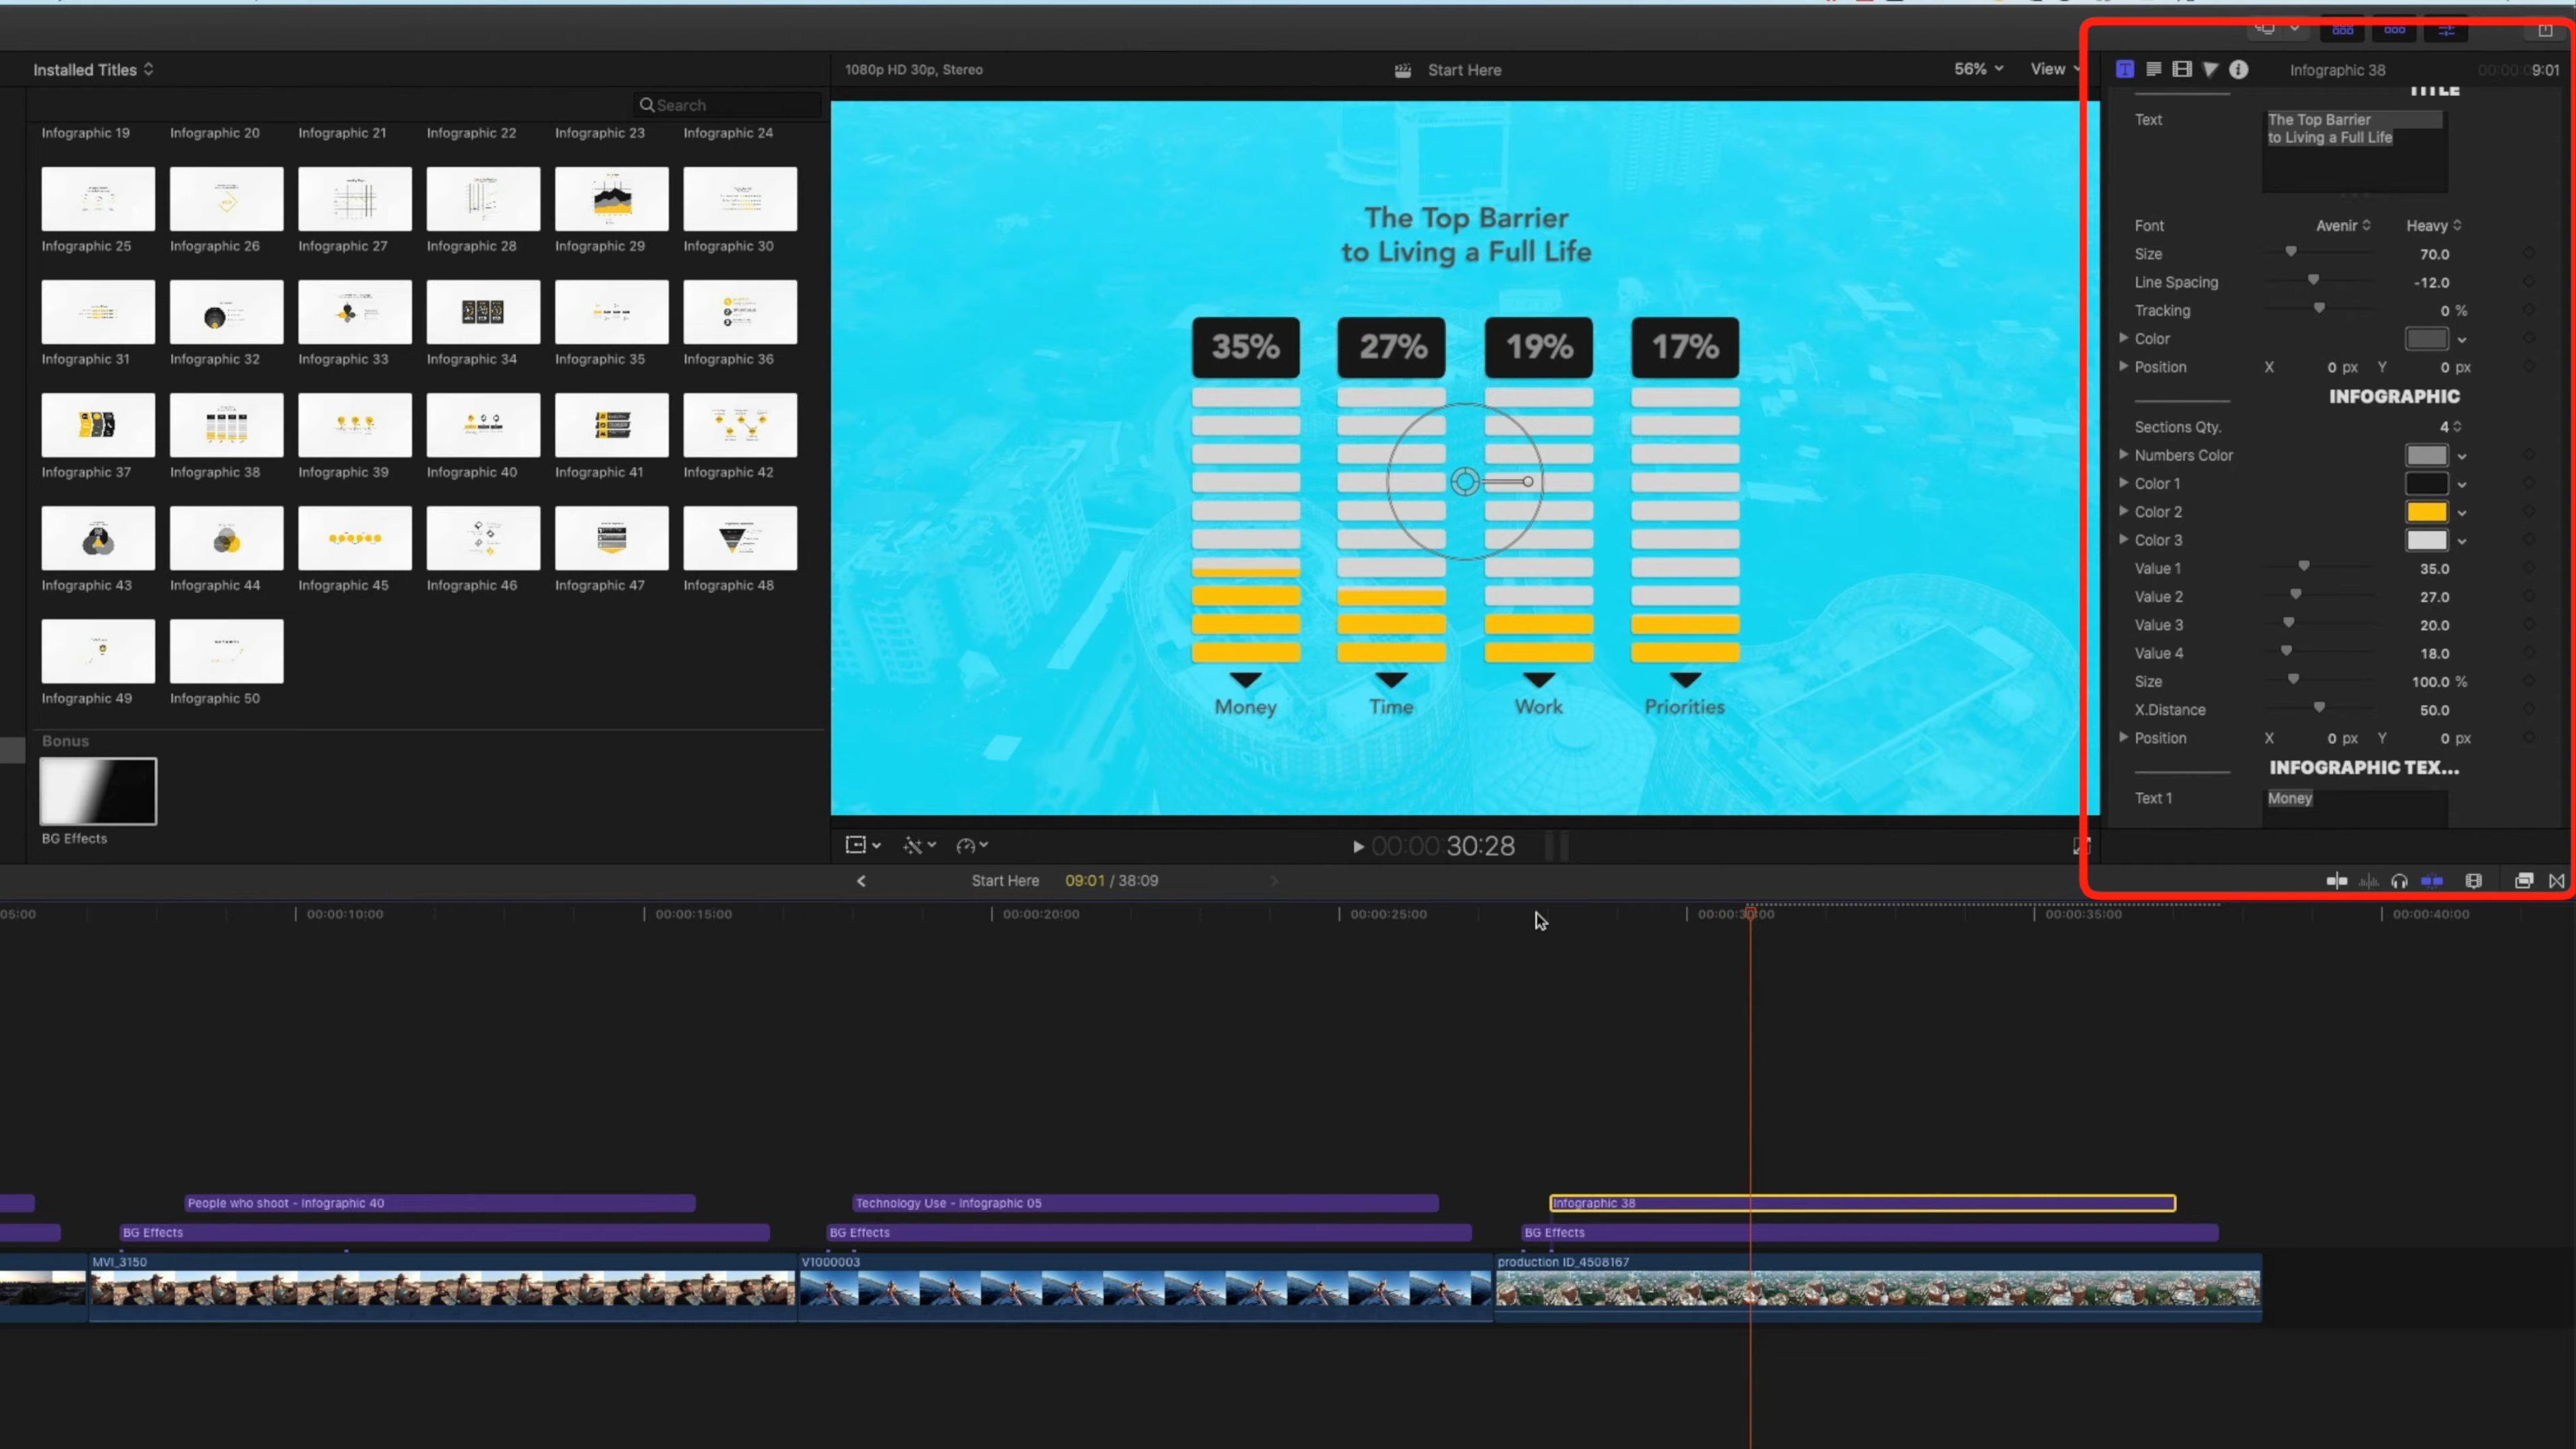 Installed Titles
Search
Infographic 19 Infographic 20 Infographic 21 Infographic 22 Infographic 23 Infographic 24
Infographic 25 Infographic 26 Infographic 27 Infographic 28 Infographic 29 Infographic 30
Infographic 31 Infographic 32 Infographic 33 Infographic 34 Infographic 35 Infographic 36
Infographic 37 Infographic 38 Infographic 39 Infographic 40 Infographic 41 Infographic 42
Infographic 43 Infographic 44 Infographic 45 Infographic 46 Infographic 47 Infographic 48
Infographic 49 Infographic 50
Bonus
BG Effects
1080p HD 30p, Stereo Start Here 56% View
The Top Barrier
to Living a Full Life
35% 27% 19% 17%
Money Time Work Priorities
00:00:30:28
Infographic 38 00:00:09:01
TITLE
Text The Top Barrier
to Living a Full Life
Font Avenir Heavy
Size 70.0
Line Spacing -12.0
Tracking 0 %
Color
Position X 0 px Y 0 px
INFOGRAPHIC
Sections Qty. 4
Numbers Color
Color 1
Color 2
Color 3
Value 1 35.0
Value 2 27.0
Value 3 20.0
Value 4 18.0
Size 100.0 %
X.Distance 50.0
Position X 0 px Y 0 px
INFOGRAPHIC TEX...
Text 1 Money
Start Here 09:01 / 38:09
05:00 00:00:10:00 00:00:15:00 00:00:20:00 00:00:25:00 00:00:30:00 00:00:35:00 00:00:40:00
People who shoot - Infographic 40 Technology Use - Infographic 05 Infographic 38
BG Effects BG Effects BG Effects
MVI_3150 V1000003 production ID_4508167